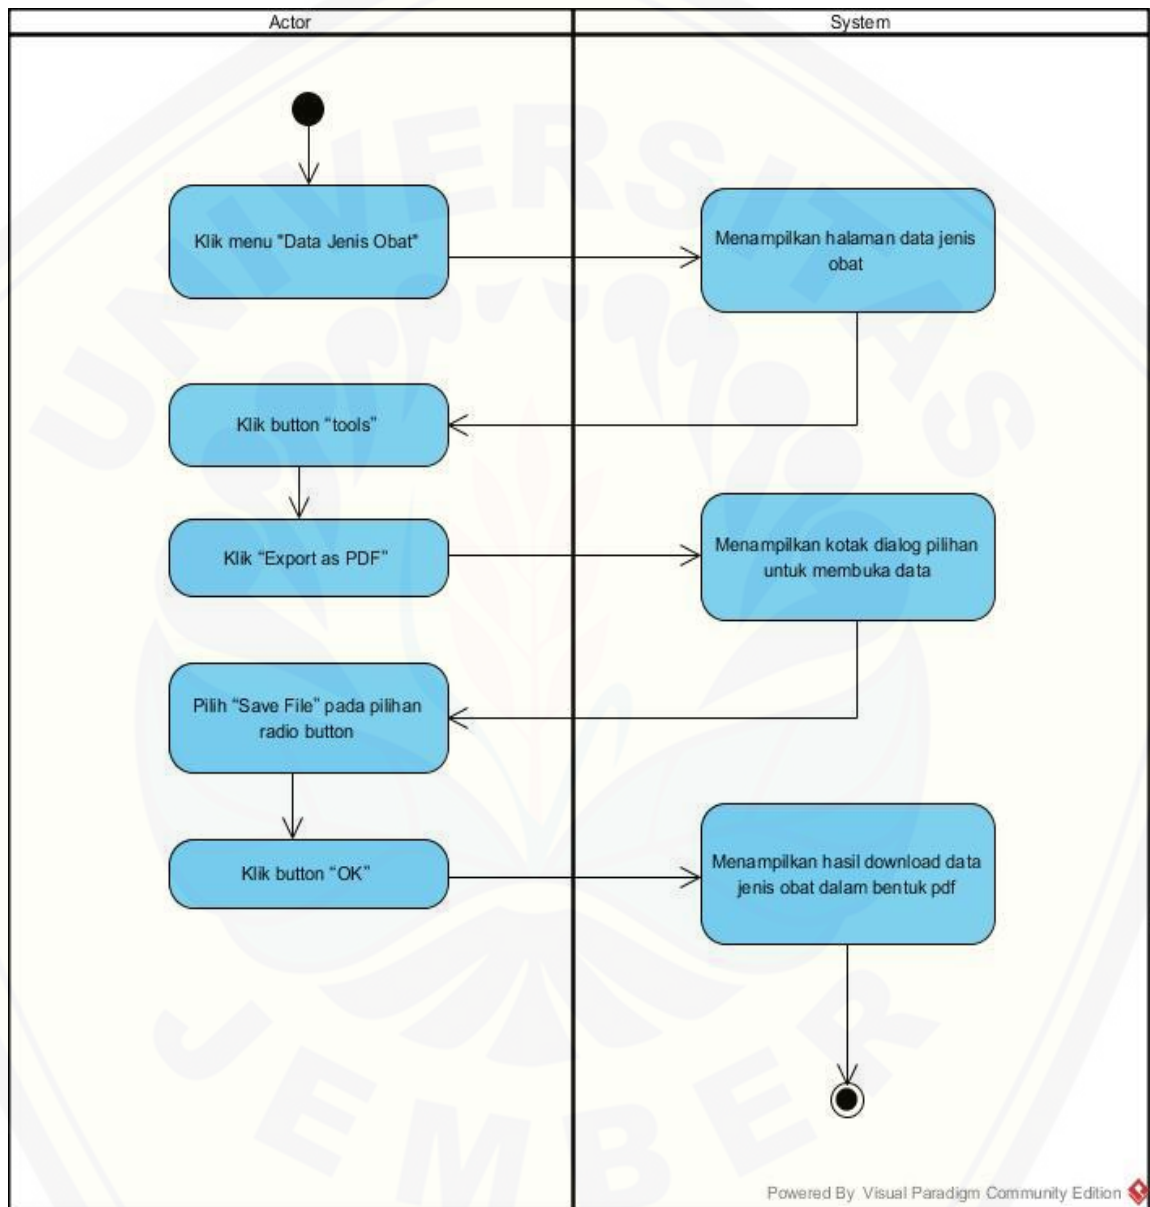 Actor
System
Klik menu "Data Jenis Obat"
Menampilkan halaman data jenis
obat
Klik button “tools”
Klik “Export as PDF”
Menampilkan kotak dialog pilihan
untuk membuka data
Pilih “Save File” pada pilihan
radio button
Klik button “OK”
Menampilkan hasil download data
jenis obat dalam bentuk pdf
UNIVERSITAS
JEMBER
Powered By Visual Paradigm Community Edition